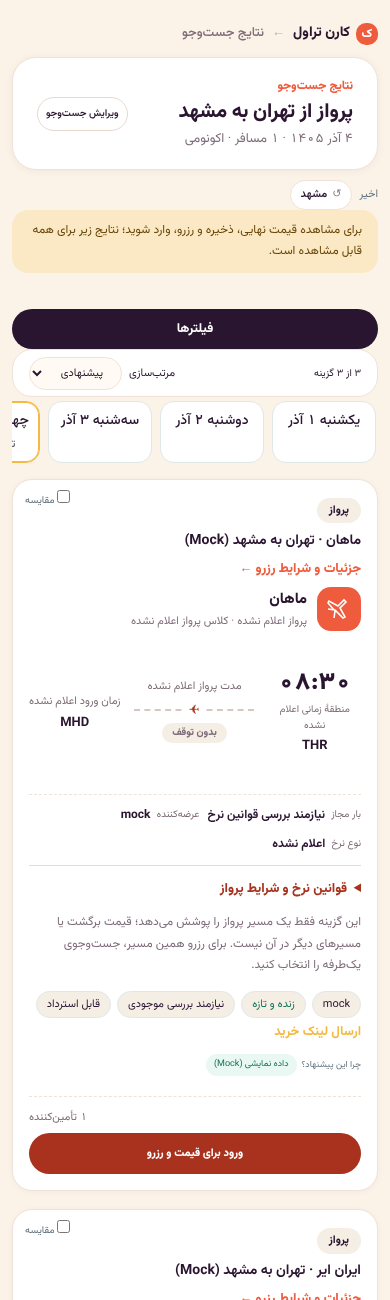 ک کارن تراول ← نتایج جست‌وجو
نتایج جست‌وجو
پرواز از تهران به مشهد
۴ آذر ۱۴۰۵ · ۱ مسافر · اکونومی
ویرایش جست‌وجو
اخیر ↺ مشهد
برای مشاهده قیمت نهایی، ذخیره و رزرو، وارد شوید؛ نتایج زیر برای همه
قابل مشاهده است.
فیلترها
۳ از ۳ گزینه مرتب‌سازی پیشنهادی
یکشنبه ۱ آذر دوشنبه ۲ آذر سه‌شنبه ۳ آذر
پرواز
مقایسه
ماهان · تهران به مشهد (Mock)
جزئیات و شرایط رزرو ←
ماهان
پرواز اعلام نشده · کلاس پرواز اعلام نشده
۰۸:۳۰
منطقهٔ زمانی اعلام
نشده
THR
مدت پرواز اعلام نشده
بدون توقف
زمان ورود اعلام نشده
MHD
بار مجاز نیازمند بررسی قوانین نرخ عرضه‌کننده mock
نوع نرخ اعلام نشده
قوانین نرخ و شرایط پرواز
این گزینه فقط یک مسیر پرواز را پوشش می‌دهد؛ قیمت برگشت یا
مسیرهای دیگر در آن نیست. برای رزرو همین مسیر، جست‌وجوی
یک‌طرفه را انتخاب کنید.
mock زنده و تازه نیازمند بررسی موجودی قابل استرداد
ارسال لینک خرید
چرا این پیشنهاد؟ داده نمایشی (Mock)
۱ تأمین‌کننده
ورود برای قیمت و رزرو
پرواز
مقایسه
ایران ایر · تهران به مشهد (Mock)
جزئیات و شرایط رزرو ←